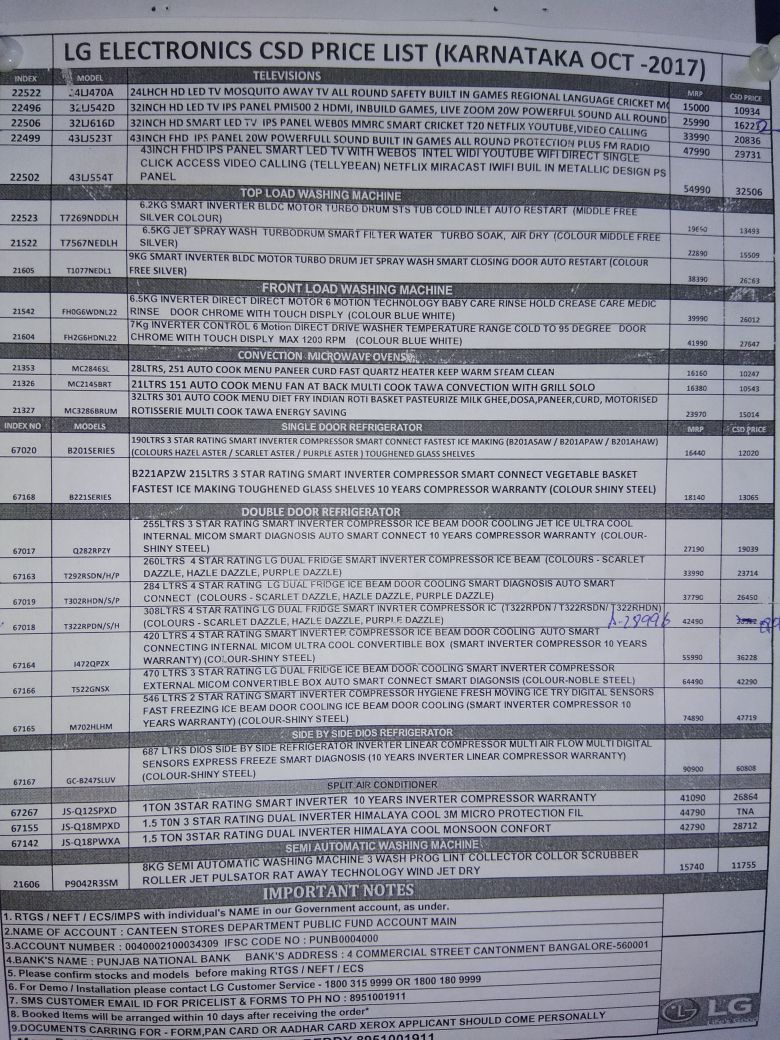 LG ELECTRONICS CSD PRICE LIST (KARNATAKA OCT -2017)
INDEX MODEL TELEVISIONS MRP CSD PRICE
22522 24LJ470A 24LHCH HD LED TV MOSQUITO AWAY TV ALL ROUND SAFETY BUILT IN GAMES REGIONAL LANGUAGE CRICKET MO 15000 10934
22496 32LJ542D 32INCH HD LED TV IPS PANEL PMI500 2 HDMI, INBUILD GAMES, LIVE ZOOM 20W POWERFUL SOUND ALL ROUND 25990
22506 32LJ616D 32INCH HD SMART LED TV IPS PANEL WEB0S MMRC SMART CRICKET T20 NETFLIX YOUTUBE,VIDEO CALLING 33990 20836
22499 43LJ523T 43INCH FHD IPS PANEL 20W POWERFULL SOUND BUILT IN GAMES ALL ROUND PROTECTION PLUS FM RADIO 47990 29731
22502 43LJ554T 43INCH FHD IPS PANEL SMART LED TV WITH WEBOS INTEL WIDI YOUTUBE WIFI DIRECT SINGLE
CLICK ACCESS VIDEO CALLING (TELLYBEAN) NETFLIX MIRACAST IWIFI BUIL IN METALLIC DESIGN PS
PANEL 54990 32506
TOP LOAD WASHING MACHINE
22523 T7269NDDLH 6.2KG SMART INVERTER BLDC MOTOR TURBO DRUM STS TUB COLD INLET AUTO RESTART (MIDDLE FREE
SILVER COLOUR) 19650 13493
21522 T7567NEDLH 6.5KG JET SPRAY WASH TURBODRUM SMART FILTER WATER TURBO SOAK, AIR DRY (COLOUR MIDDLE FREE
SILVER) 22890 15509
21605 T1077NEDL1 9KG SMART INVERTER BLDC MOTOR TURBO DRUM JET SPRAY WASH SMART CLOSING DOOR AUTO RESTART (COLOUR
FREE SILVER) 38390 26263
FRONT LOAD WASHING MACHINE
21542 FH0G6WDNL22 6.5KG INVERTER DIRECT DIRECT MOTOR 6 MOTION TECHNOLOGY BABY CARE RINSE HOLD CREASE CARE MEDIC
RINSE DOOR CHROME WITH TOUCH DISPLY (COLOUR BLUE WHITE) 39990 26012
21604 FH2G6HDNL22 7Kg INVERTER CONTROL 6 Motion DIRECT DRIVE WASHER TEMPERATURE RANGE COLD TO 95 DEGREE DOOR
CHROME WITH TOUCH DISPLY MAX 1200 RPM (COLOUR BLUE WHITE) 41990 27647
CONVECTION MICROWAVE OVENS
21353 MC2846SL 28LTRS, 251 AUTO COOK MENU PANEER CURD FAST QUARTZ HEATER KEEP WARM STEAM CLEAN 16160 10247
21326 MC2145BRT 21LTRS 151 AUTO COOK MENU FAN AT BACK MULTI COOK TAWA CONVECTION WITH GRILL SOLO 16380 10543
21327 MC3286BRUM 32LTRS 301 AUTO COOK MENU DIET FRY INDIAN ROTI BASKET PASTEURIZE MILK GHEE,DOSA,PANEER,CURD, MOTORISED
ROTISSERIE MULTI COOK TAWA ENERGY SAVING 23970 15014
INDEX NO MODELS SINGLE DOOR REFRIGERATOR MRP CSD PRICE
67020 B201SERIES 190LTRS 3 STAR RATING SMART INVERTER COMPRESSOR SMART CONNECT FASTEST ICE MAKING (B201ASAW / B201APAW / B201AHAW)
(COLOURS HAZEL ASTER / SCARLET ASTER / PURPLE ASTER ) TOUGHENED GLASS SHELVES 16440 12020
67168 B221SERIES B221APZW 215LTRS 3 STAR RATING SMART INVERTER COMPRESSOR SMART CONNECT VEGETABLE BASKET
FASTEST ICE MAKING TOUGHENED GLASS SHELVES 10 YEARS COMPRESSOR WARRANTY (COLOUR SHINY STEEL) 18140 13065
DOUBLE DOOR REFRIGERATOR
67017 Q282RPZY 255LTRS 3 STAR RATING SMART INVERTER COMPRESSOR ICE BEAM DOOR COOLING JET ICE ULTRA COOL
INTERNAL MICOM SMART DIAGNOSIS AUTO SMART CONNECT 10 YEARS COMPRESSOR WARRANTY (COLOUR-
SHINY STEEL) 27190 19039
67163 T292RSDN/H/P 260LTRS 4 STAR RATING LG DUAL FRIDGE SMART INVERTER COMPRESSOR ICE BEAM (COLOURS - SCARLET
DAZZLE, HAZLE DAZZLE, PURPLE DAZZLE) 33990 23714
67019 T302RHDN/S/P 284 LTRS 4 STAR RATING LG DUAL FRIDGE ICE BEAM DOOR COOLING SMART DIAGNOSIS AUTO SMART
CONNECT (COLOURS - SCARLET DAZZLE, HAZLE DAZZLE, PURPLE DAZZLE) 37790 26450
67018 T322RPDN/S/H 308LTRS 4 STAR RATING LG DUAL FRIDGE SMART INVRTER COMPRESSOR IC (T322RPDN / T322RSDN/ T322RHDN)
(COLOURS - SCARLET DAZZLE, HAZLE DAZZLE, PURPLE DAZZLE) 28996 42490
67164 I472QPZX 420 LTRS 4 STAR RATING SMART INVERTER COMPRESSOR ICE BEAM DOOR COOLING AUTO SMART
CONNECTING INTERNAL MICOM ULTRA COOL CONVERTIBLE BOX (SMART INVERTER COMPRESSOR 10 YEARS
WARRANTY) (COLOUR-SHINY STEEL) 55990 36228
67166 T522GNSX 470 LTRS 3 STAR RATING LG DUAL FRIDGE ICE BEAM DOOR COOLING SMART INVERTER COMPRESSOR
EXTERNAL MICOM CONVERTIBLE BOX AUTO SMART CONNECT SMART DIAGONSIS (COLOUR-NOBLE STEEL) 64490 42290
67165 M702HLHM 546 LTRS 2 STAR RATING SMART INVERTER COMPRESSOR HYGIENE FRESH MOVING ICE TRY DIGITAL SENSORS
FAST FREEZING ICE BEAM DOOR COOLING ICE BEAM DOOR COOLING (SMART INVERTER COMPRESSOR 10
YEARS WARRANTY) (COLOUR-SHINY STEEL) 74890 47719
SIDE BY SIDE-DIOS REFRIGERATOR
67167 GC-B247SLUV 687 LTRS DIOS SIDE BY SIDE REFRIGERATOR INVERTER LINEAR COMPRESSOR MULTI AIR FLOW MULTI DIGITAL
SENSORS EXPRESS FREEZE SMART DIAGNOSIS (10 YEARS INVERTER LINEAR COMPRESSOR WARRANTY)
(COLOUR-SHINY STEEL) 90900 60808
SPLIT AIR CONDITIONER
67267 JS-Q12SPXD 1TON 3STAR RATING SMART INVERTER 10 YEARS INVERTER COMPRESSOR WARRANTY 41090 26864
67155 JS-Q18MPXD 1.5 T0N 3 STAR RATING DUAL INVERTER HIMALAYA COOL 3M MICRO PROTECTION FIL 44790 TNA
67142 JS-Q18PWXA 1.5 TON 3STAR RATING DUAL INVERTER HIMALAYA COOL MONSOON CONFORT 42790 28712
SEMI AUTOMATIC WASHING MACHINE
21606 P9042R3SM 8KG SEMI AUTOMATIC WASHING MACHINE 3 WASH PROG LINT COLLECTOR COLLOR SCRUBBER
ROLLER JET PULSATOR RAT AWAY TECHNOLOGY WIND JET DRY 15740 11755
IMPORTANT NOTES
1. RTGS / NEFT / ECS/IMPS with individual's NAME in our Government account, as under.
2.NAME OF ACCOUNT : CANTEEN STORES DEPARTMENT PUBLIC FUND ACCOUNT MAIN
3.ACCOUNT NUMBER : 0040002100034309 IFSC CODE NO : PUNB0004000
4.BANK'S NAME : PUNJAB NATIONAL BANK BANK'S ADDRESS : 4 COMMERCIAL STREET CANTONMENT BANGALORE-560001
5. Please confirm stocks and models before making RTGS / NEFT / ECS
6. For Demo / Installation please contact LG Customer Service - 1800 315 9999 OR 1800 180 9999
7. SMS CUSTOMER EMAIL ID FOR PRICELIST & FORMS TO PH NO : 8951001911
8. Booked Items will be arranged within 10 days after receiving the order*
9.DOCUMENTS CARRING FOR - FORM,PAN CARD OR AADHAR CARD XEROX APPLICANT SHOULD COME PERSONALLY
LG LG
8951001911